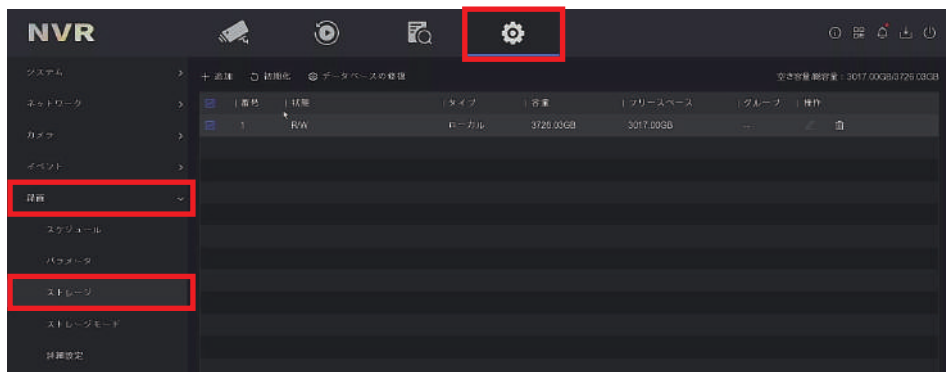 NVR
システム
ネットワーク
カメラ
イベント
録画
スケジュール
パラメータ
ストレージ
ストレージモード
詳細設定
+ 追加 初期化 データベースの修復 空き容量/総容量：3017.00GB/3726.03GB
番号 状態 タイプ 容量 フリースペース グループ 操作
1 R/W ローカル 3726.03GB 3017.00GB ...